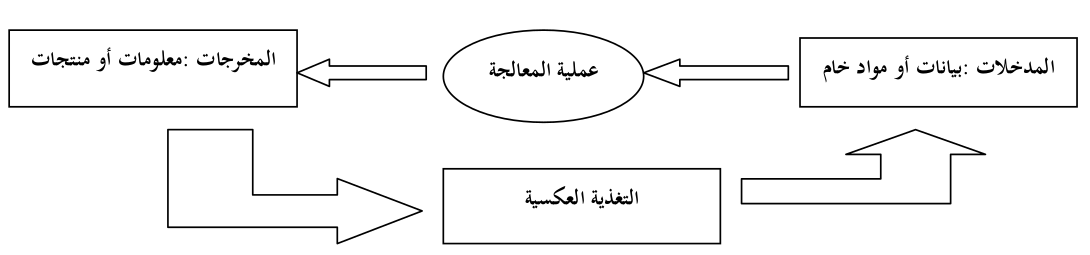 المدخلات :بيانات أو مواد خام
عملية المعالجة
المخرجات :معلومات أو منتجات
التغذية العكسية